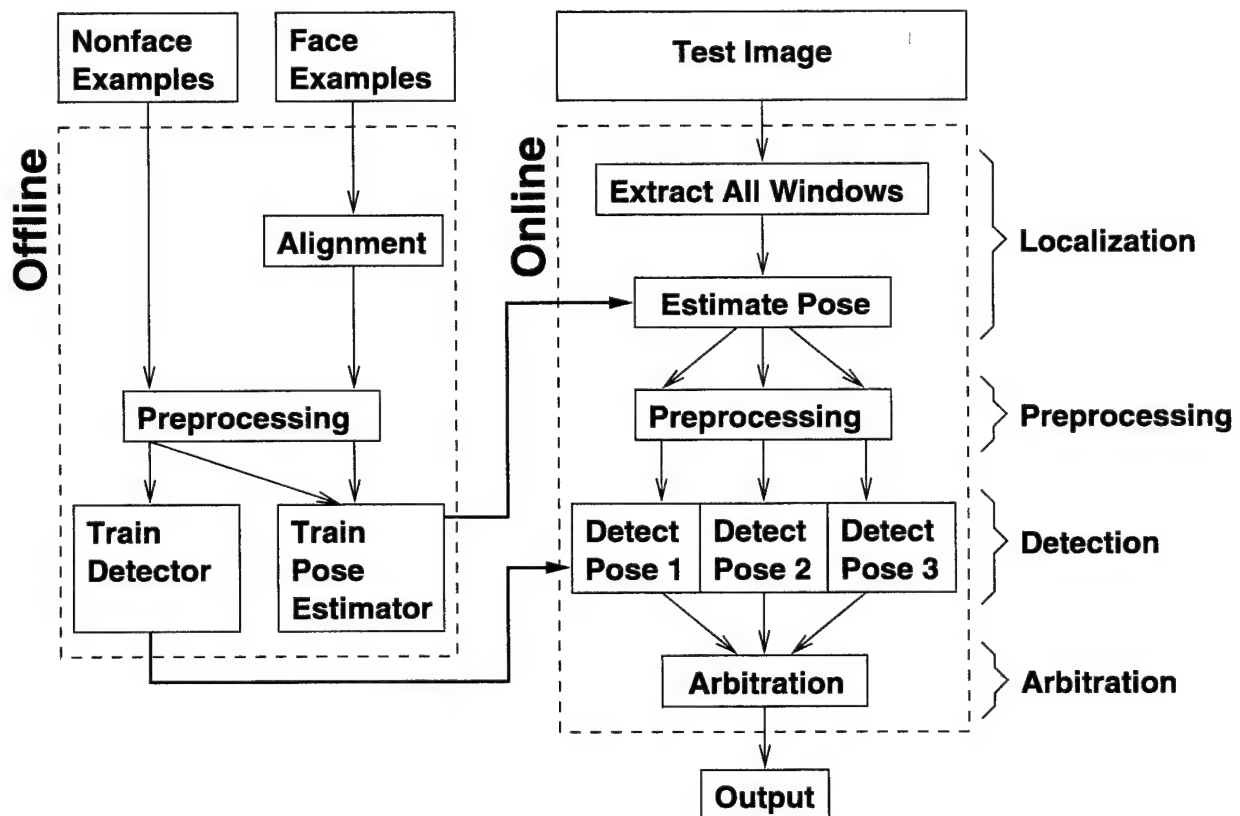 Nonface
Examples
Face
Examples
Test Image
Offline
Online
Extract All Windows
Alignment
Localization
Estimate Pose
Preprocessing
Preprocessing
Preprocessing
Train
Detector
Train
Pose
Estimator
Detect
Pose 1
Detect
Pose 2
Detect
Pose 3
Detection
Arbitration
Arbitration
Output